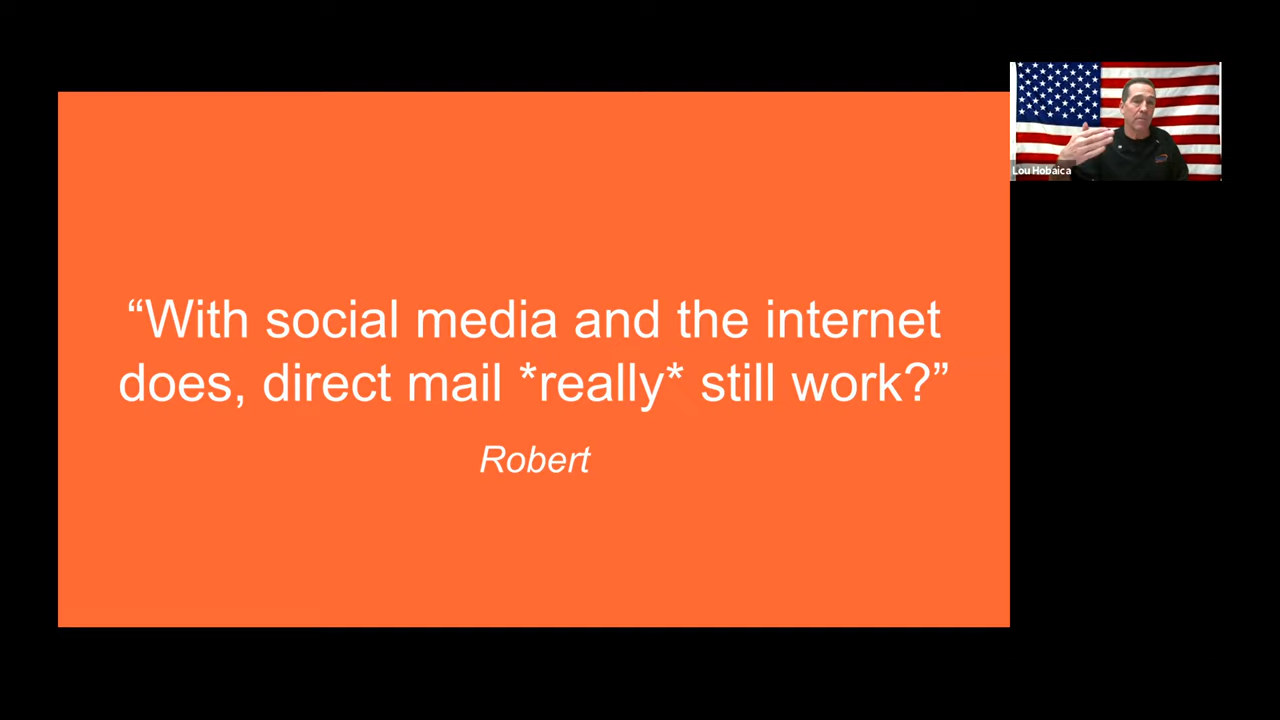 “With social media and the internet
does, direct mail *really* still work?”
Robert
Lou Hobaica